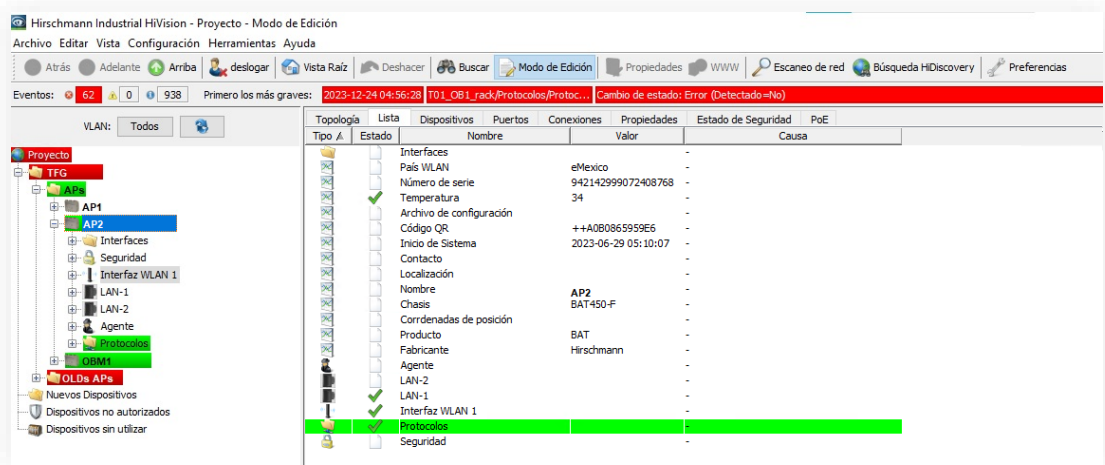 Hirschmann Industrial HiVision - Proyecto - Modo de Edición
Archivo Editar Vista Configuración Herramientas Ayuda
Atrás Adelante Arriba deslogar Vista Raíz Deshacer Buscar Modo de Edición Propiedades WWW Escaneo de red Búsqueda HiDiscovery Preferencias
Eventos: 62 0 938 Primero los más graves: 2023-12-24 04:56:28 T01_OB1_rack/Protocolos/Protoc... Cambio de estado: Error (Detectado=No)
VLAN: Todos
Proyecto
TFG
APs
AP1
AP2
Interfaces
Seguridad
Interfaz WLAN 1
LAN-1
LAN-2
Agente
Protocolos
OBM1
OLDs APs
Nuevos Dispositivos
Dispositivos no autorizados
Dispositivos sin utilizar
Topología Lista Dispositivos Puertos Conexiones Propiedades Estado de Seguridad PoE
Tipo Estado Nombre Valor Causa
Interfaces -
País WLAN eMexico -
Número de serie 942142999072408768 -
Temperatura 34 -
Archivo de configuración -
Código QR ++A0B0865959E6 -
Inicio de Sistema 2023-06-29 05:10:07 -
Contacto -
Localización -
Nombre AP2 -
Chasis BAT450-F -
Corrdenadas de posición -
Producto BAT -
Fabricante Hirschmann -
Agente -
LAN-2 -
LAN-1 -
Interfaz WLAN 1 -
Protocolos -
Seguridad -